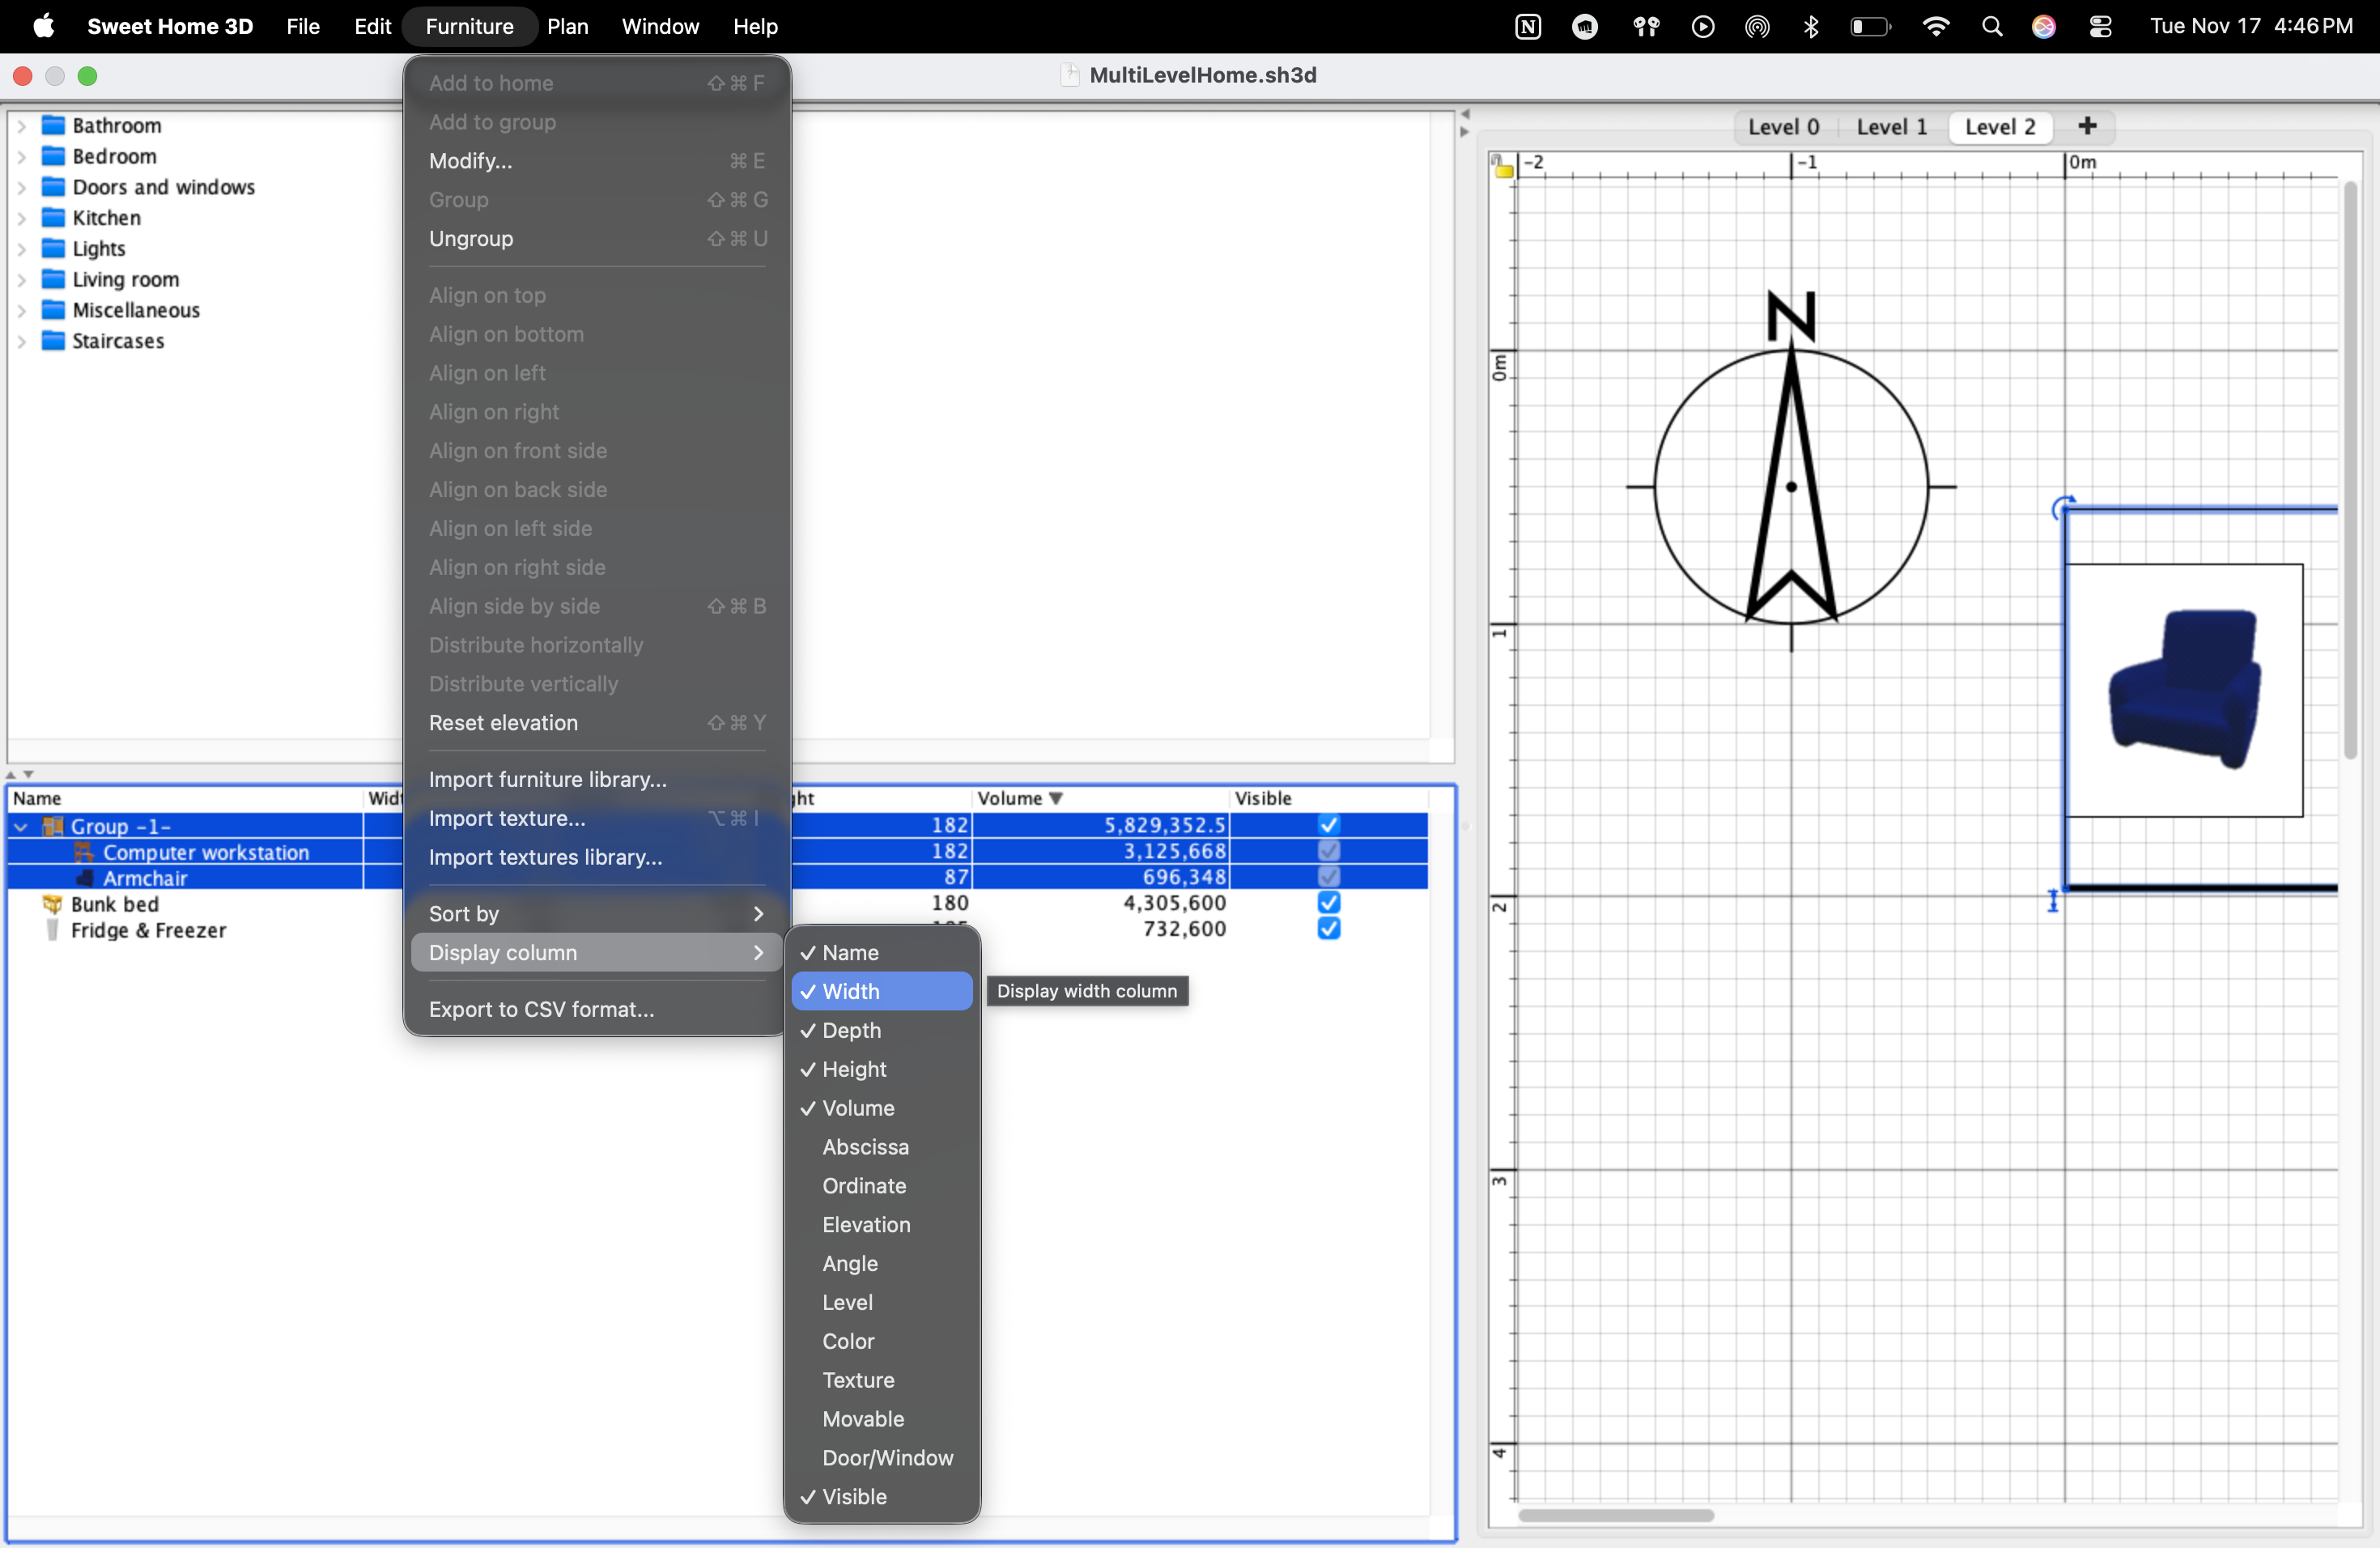 Sweet Home 3D File Edit Furniture Plan Window Help
Tue Nov 17 4:46 PM
MultiLevelHome.sh3d
Bathroom
Bedroom
Doors and windows
Kitchen
Lights
Living room
Miscellaneous
Staircases
Add to home ⇧⌘F
Add to group
Modify... ⌘E
Group ⇧⌘G
Ungroup ⇧⌘U
Align on top
Align on bottom
Align on left
Align on right
Align on front side
Align on back side
Align on left side
Align on right side
Align side by side ⇧⌘B
Distribute horizontally
Distribute vertically
Reset elevation ⇧⌘Y
Import furniture library...
Import texture... ⌥⌘I
Import textures library...
Sort by
Display column
Export to CSV format...
Name
Width
Depth
Height
Volume
Abscissa
Ordinate
Elevation
Angle
Level
Color
Texture
Movable
Door/Window
Visible
Display width column
Name Volume Visible
Group -1- 182 5,829,352.5
Computer workstation 182 3,125,668
Armchair 87 696,348
Bunk bed 180 4,305,600
Fridge & Freezer 732,600
Level 0 Level 1 Level 2 +
-2 -1 0m
0m
1
2
3
4
N